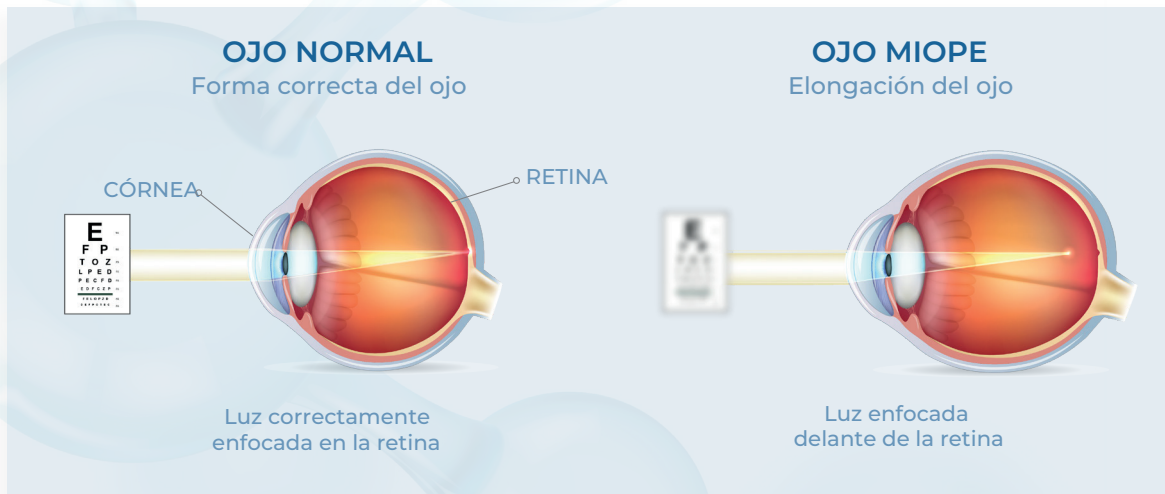 OJO NORMAL
Forma correcta del ojo
CÓRNEA
RETINA
E
F P
T O Z
L P E D
P E C F D
E D F C Z P
Luz correctamente
enfocada en la retina
OJO MIOPE
Elongación del ojo
Luz enfocada
delante de la retina